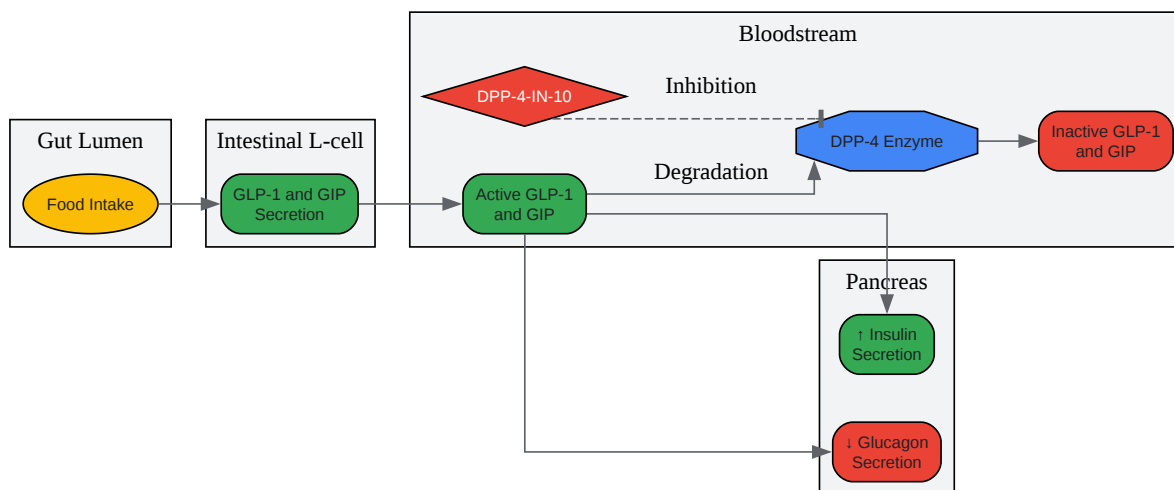 Bloodstream
DPP-4-IN-10
Inhibition
Gut Lumen
Intestinal L-cell
DPP-4 Enzyme
Inactive GLP-1
and GIP
Degradation
Food Intake
GLP-1 and GIP
Secretion
Active GLP-1
and GIP
Pancreas
↑ Insulin
Secretion
↓ Glucagon
Secretion